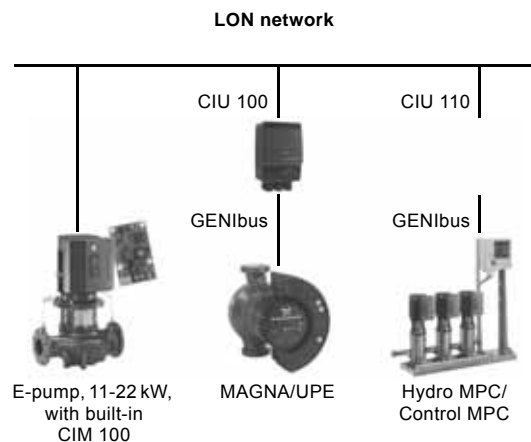 LON network
CIU 100
CIU 110
GENIbus
GENIbus
E-pump, 11-22 kW,
with built-in
CIM 100
MAGNA/UPE
Hydro MPC/
Control MPC